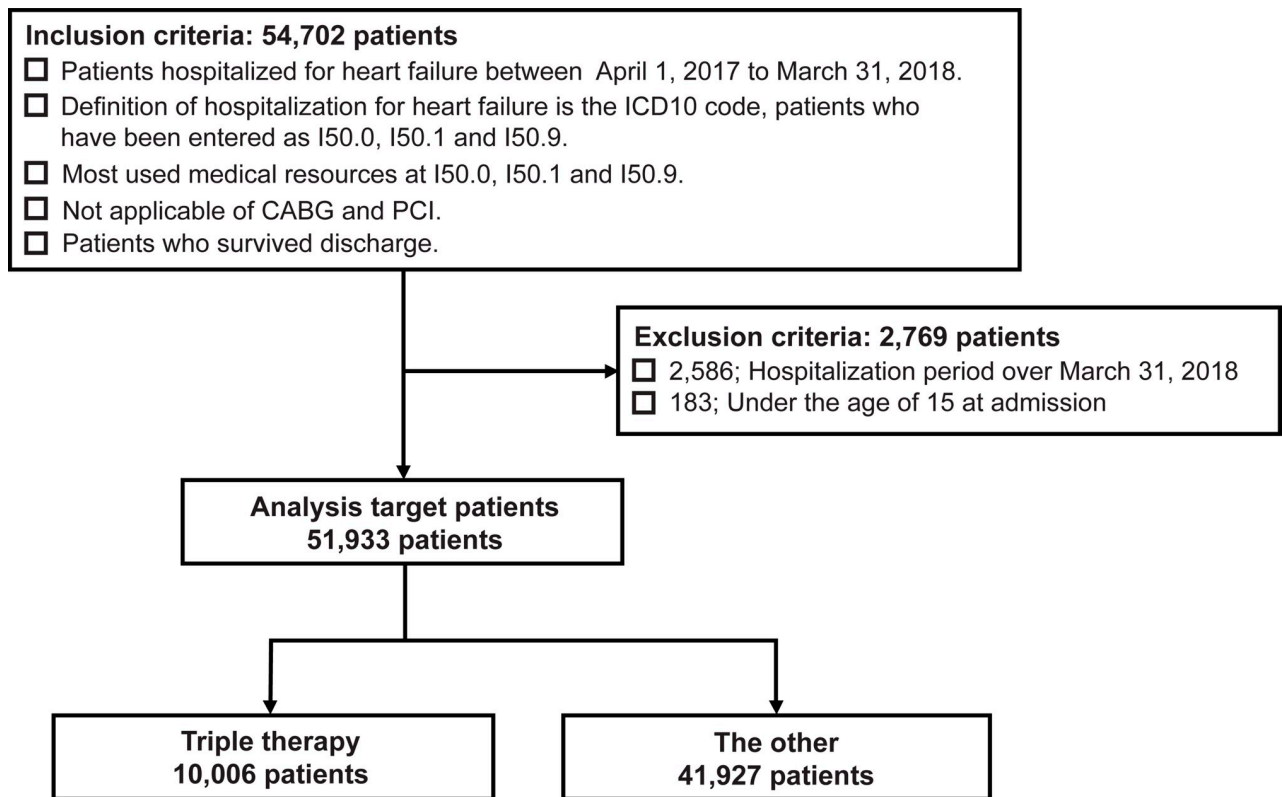 Inclusion criteria: 54,702 patients
Patients hospitalized for heart failure between April 1, 2017 to March 31, 2018.
Definition of hospitalization for heart failure is the ICD10 code, patients who
have been entered as I50.0, I50.1 and I50.9.
Most used medical resources at I50.0, I50.1 and I50.9.
Not applicable of CABG and PCI.
Patients who survived discharge.
Exclusion criteria: 2,769 patients
2,586; Hospitalization period over March 31, 2018
183; Under the age of 15 at admission
Analysis target patients
51,933 patients
Triple therapy
10,006 patients
The other
41,927 patients